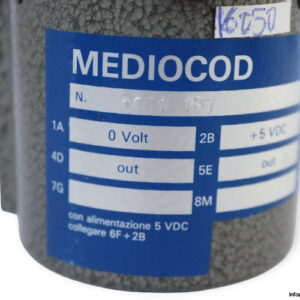 16050
MEDIOCOD
N.
1A 0 Volt 2B +5 VDC
4D out 5E out
7G 8M
con alimentazione 5 VDC
collegare 6F+2B